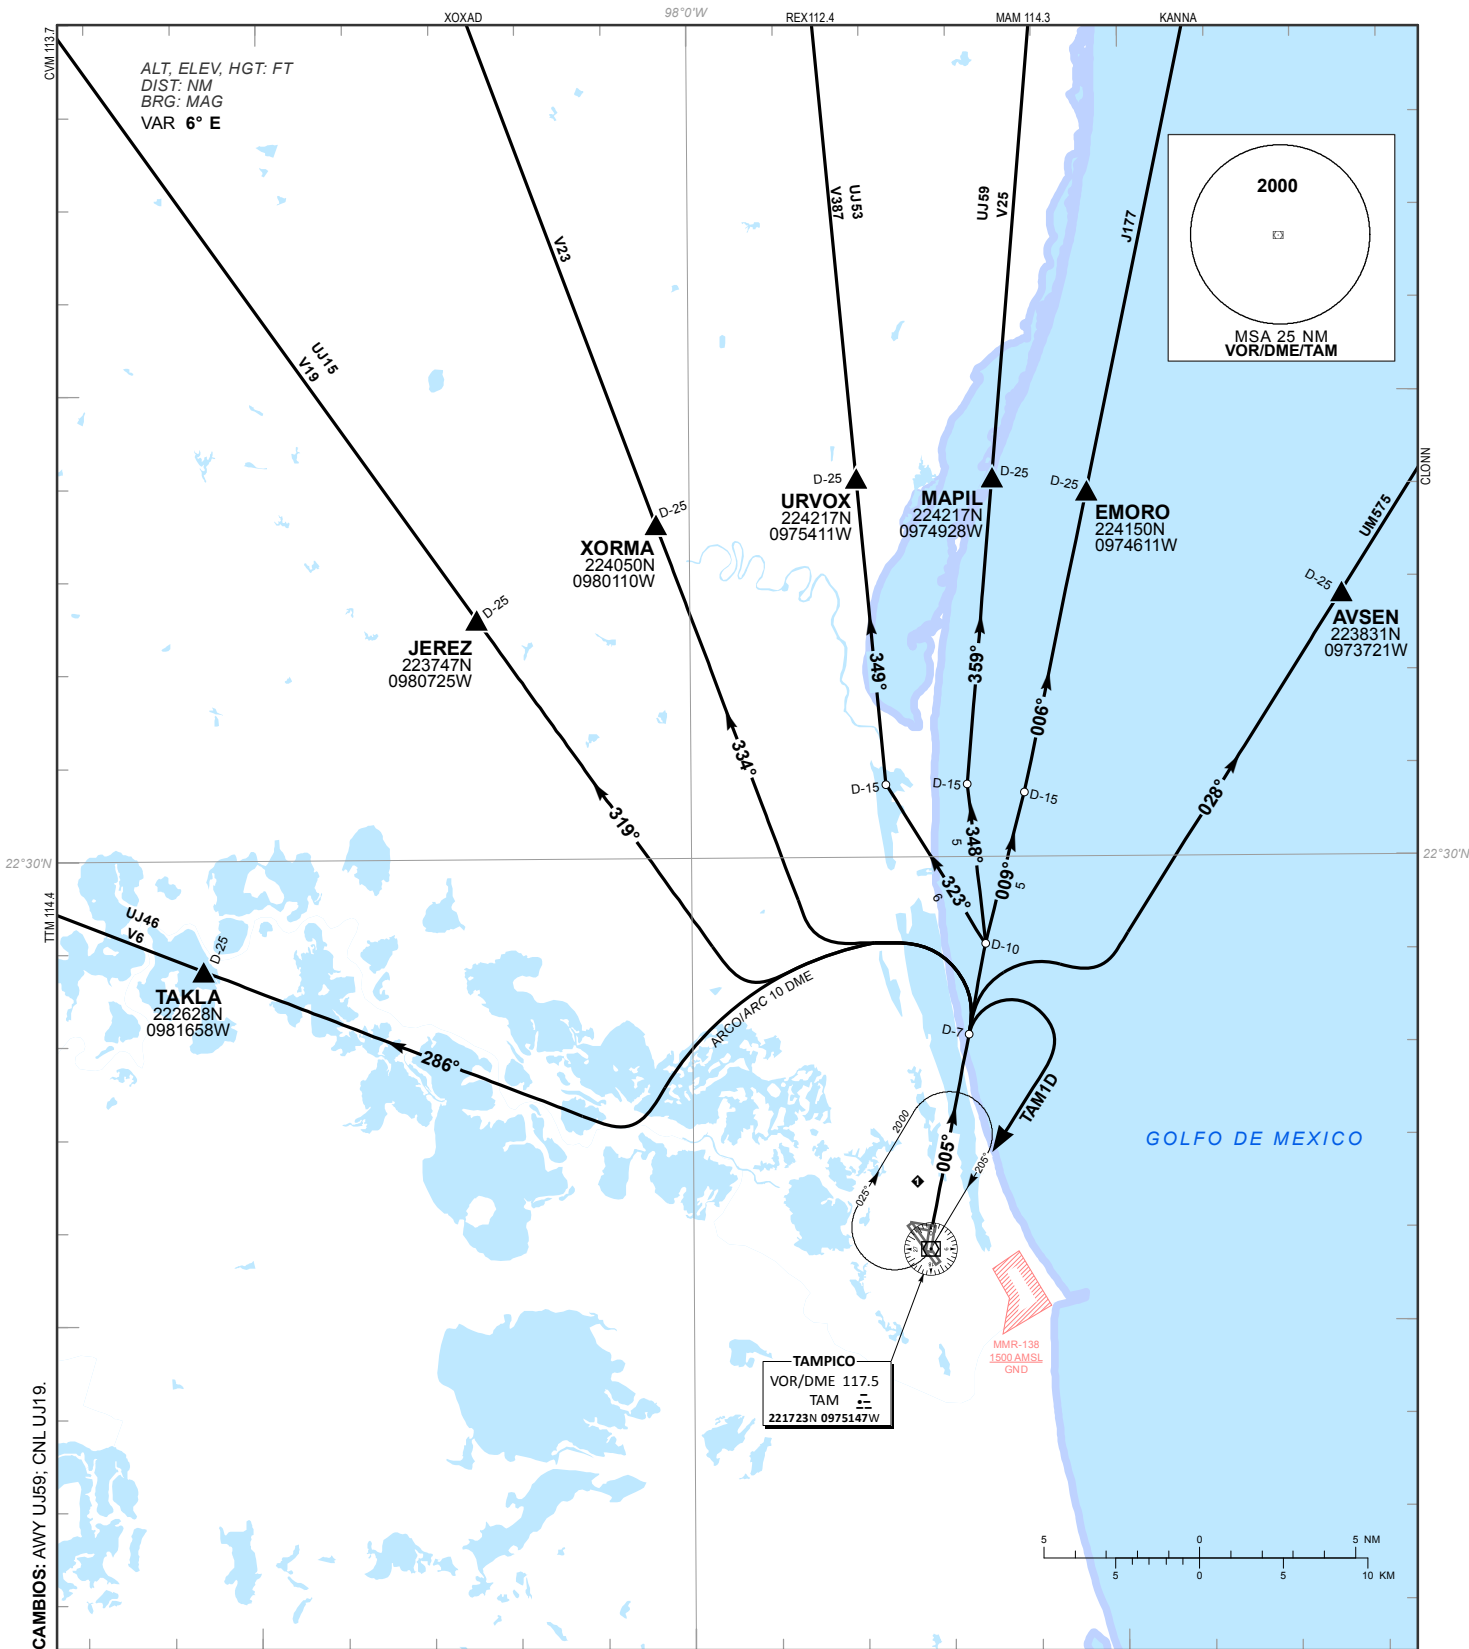 XOXAD
98°0'W
REX112.4
MAM 114.3
KANNA
CVM 113.7
ALT, ELEV, HGT: FT
DIST: NM
BRG: MAG
VAR 6° E
2000
MSA 25 NM
VOR/DME/TAM
V387
UJ53
UJ59
V25
J177
V23
UJ15
V19
CLONN
UM575
D-25
URVOX
224217N
0975411W
D-25
MAPIL
224217N
0974928W
D-25
EMORO
224150N
0974611W
D-25
XORMA
224050N
0980110W
D-25
AVSEN
223831N
0973721W
D-25
JEREZ
223747N
0980725W
349°
359°
006°
334°
028°
319°
D-15
D-15
D-15
348°
5
009°
5
323°
6
22°30'N
22°30'N
TTM 114.4
UJ46
V6
D-25
TAKLA
222628N
0981658W
D-10
ARCO/ARC 10 DME
D-7
286°
TAM1D
2000
005°
205°
025°
GOLFO DE MEXICO
MMR-138
1500 AMSL
GND
TAMPICO
VOR/DME 117.5
TAM
221723N 0975147W
5 0 5 NM
5 0 5 10 KM
CAMBIOS: AWY UJ59; CNL UJ19.